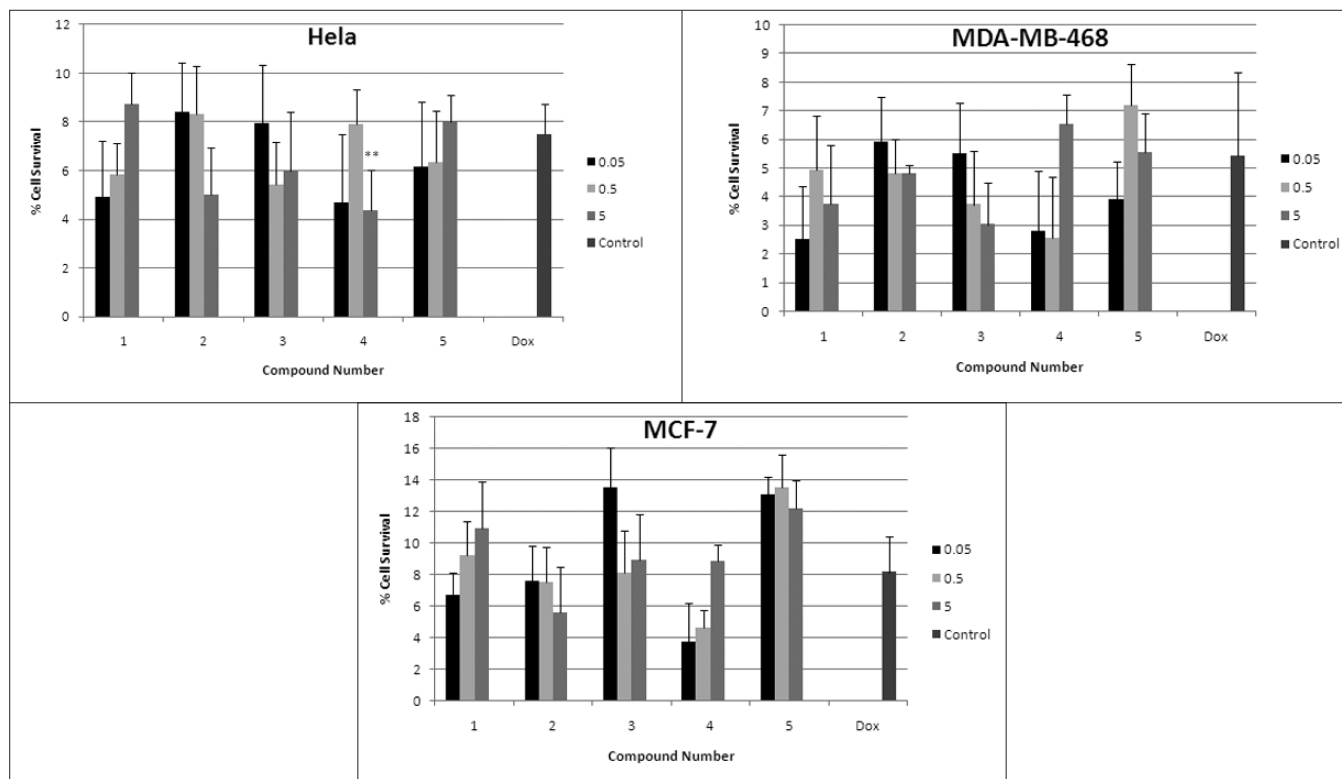 Hela
12
10
8
6
4
2
0
% Cell Survival
**
1 2 3 4 5 Dox
Compound Number
0.05
0.5
5
Control
MDA-MB-468
10
9
8
7
6
5
4
3
2
1
0
% Cell Survival
1 2 3 4 5 Dox
Compound Number
0.05
0.5
5
Control
MCF-7
18
16
14
12
10
8
6
4
2
0
% Cell Survival
1 2 3 4 5 Dox
Compound Number
0.05
0.5
5
Control